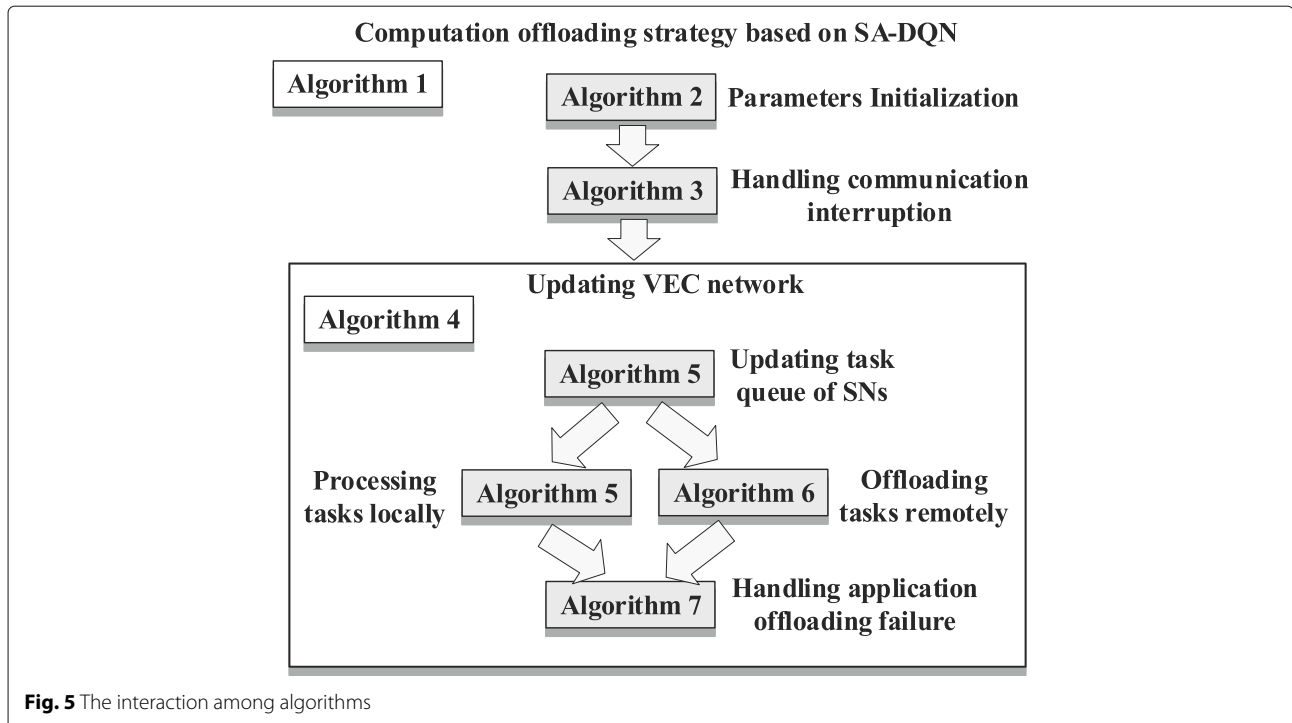 Computation offloading strategy based on SA-DQN
Algorithm 1
Algorithm 2
Parameters Initialization
Algorithm 3
Handling communication
interruption
Updating VEC network
Algorithm 4
Algorithm 5
Updating task
queue of SNs
Processing
tasks locally
Algorithm 5
Algorithm 6
Offloading
tasks remotely
Algorithm 7
Handling application
offloading failure
Fig. 5 The interaction among algorithms